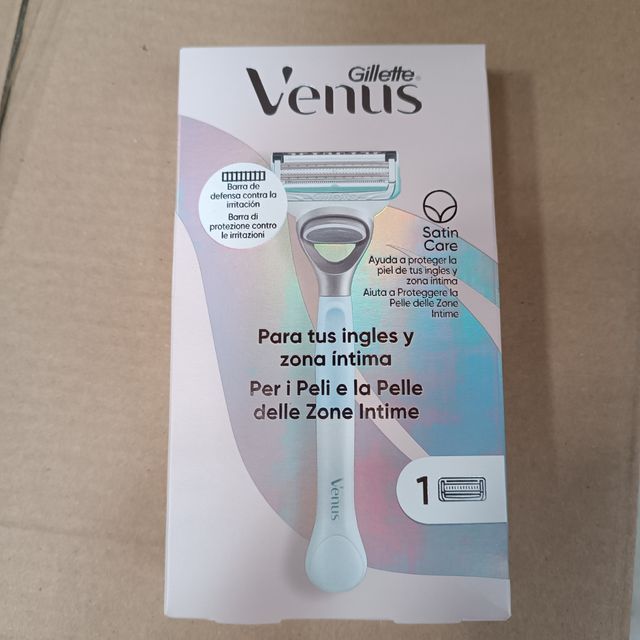 Gillette®
Venus
Barra de
defensa contra la
irritación
Barra di
protezione contro
le irritazioni
Satin
Care
Ayuda a proteger la
piel de tus ingles y
zona íntima
Aiuta a Proteggere la
Pelle delle Zone
Intime
Para tus ingles y
zona íntima
Per i Peli e la Pelle
delle Zone Intime
Venus
1